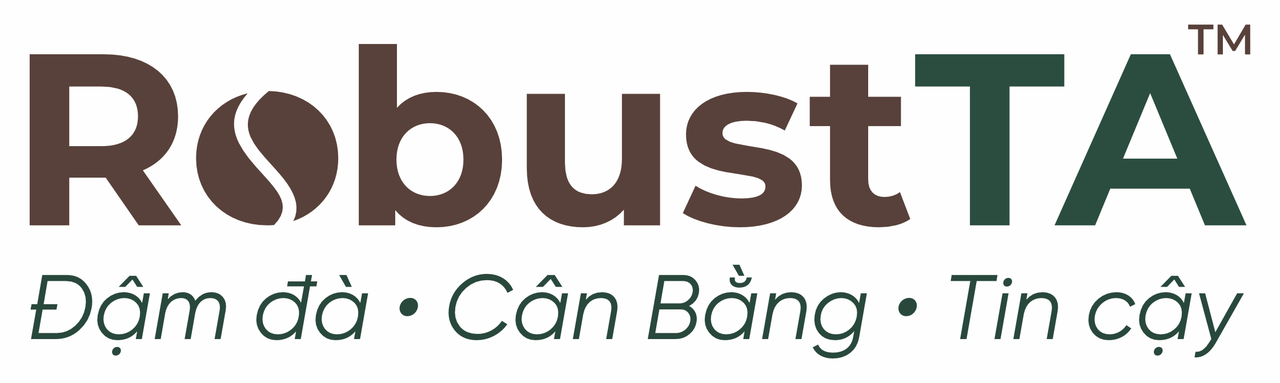 RobustTA™
Đậm đà • Cân Bằng • Tin cậy